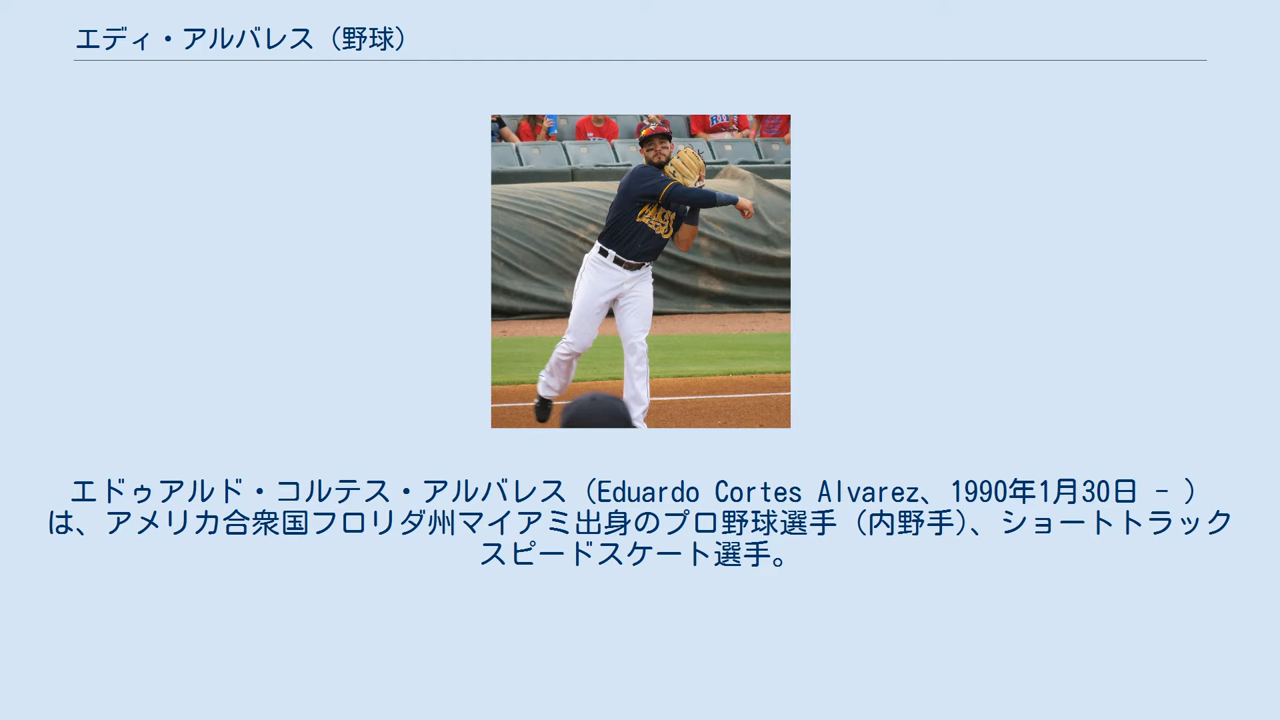 エディ・アルバレス（野球）
エドゥアルド・コルテス・アルバレス（Eduardo Cortes Alvarez、1990年1月30日 - ）
は、アメリカ合衆国フロリダ州マイアミ出身のプロ野球選手（内野手）、ショートトラック
スピードスケート選手。